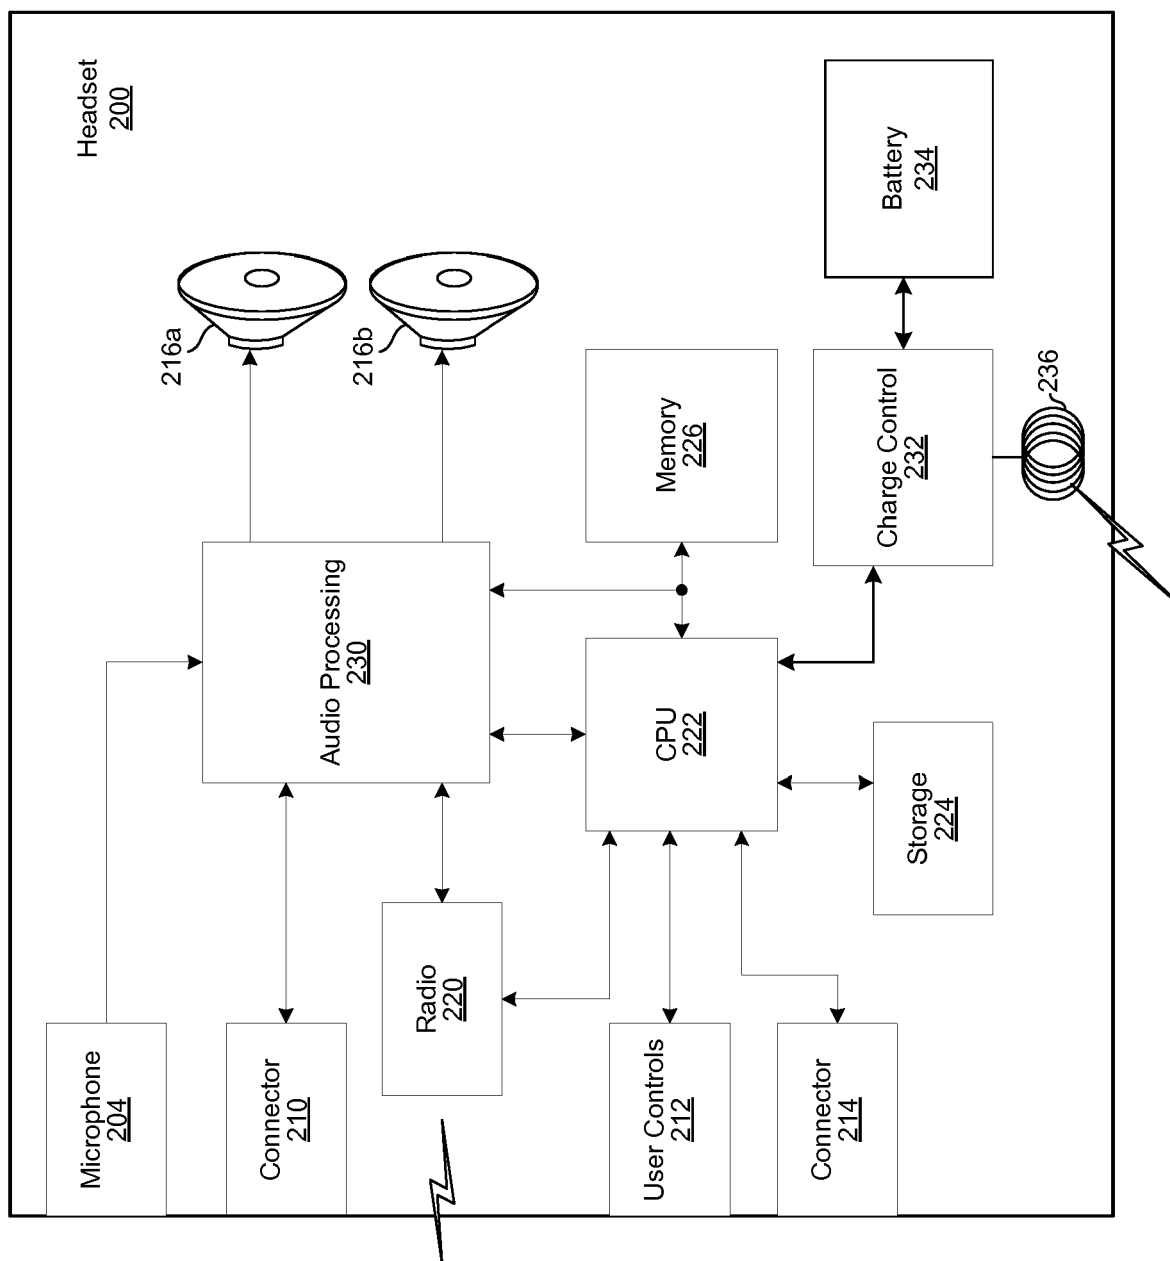 Headset
200
Microphone
204
Connector
210
Radio
220
User Controls
212
Connector
214
Audio Processing
230
CPU
222
Storage
224
Memory
226
216a
216b
Charge Control
232
Battery
234
236